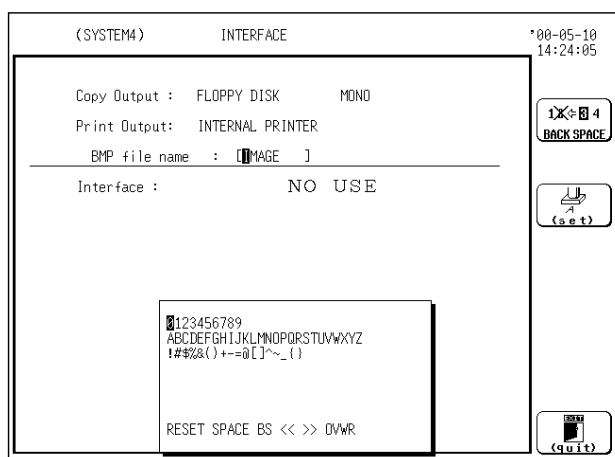 (SYSTEM4) INTERFACE '00-05-10
14:24:05
Copy Output : FLOPPY DISK MONO
Print Output: INTERNAL PRINTER
BMP file name : [IMAGE ]
Interface : NO USE
BACK SPACE
A
(set)
0123456789
ABCDEFGHIJKLMNOPQRSTUVWXYZ
!#$%&()+-=@[]^~_{}
RESET SPACE BS << >> OVWR
EXIT
(quit)